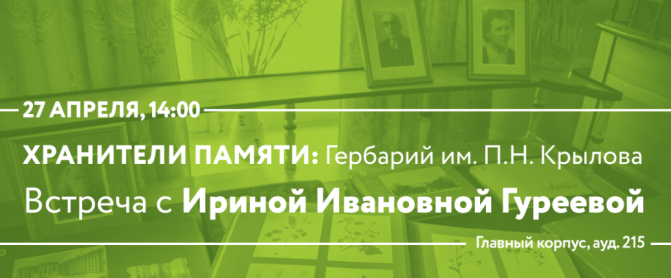 27 АПРЕЛЯ, 14:00
ХРАНИТЕЛИ ПАМЯТИ: Гербарий им. П.Н. Крылова
Встреча с Ириной Ивановной Гуреевой
Главный корпус, ауд. 215